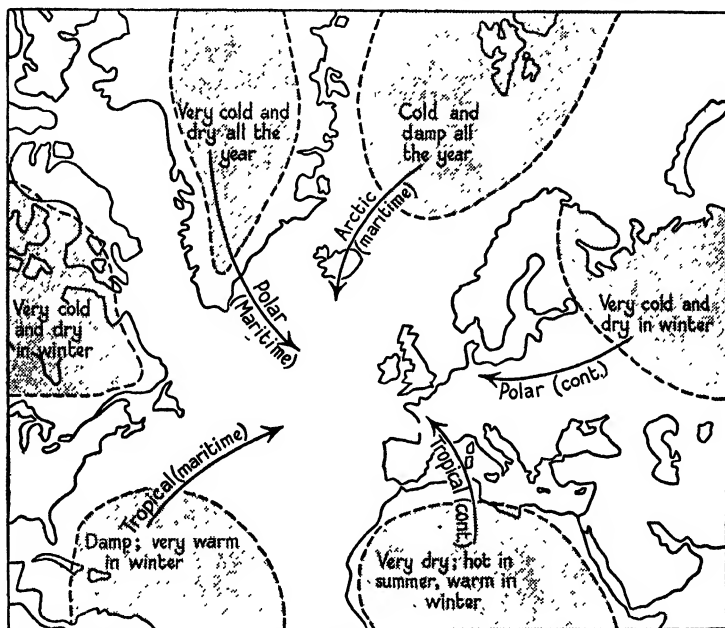 Very cold and
dry all the
year
Cold and
damp all
the year
Arctic
(maritime)
Polar
(Maritime)
Very cold
and dry
in winter
Very cold and
dry in winter
Polar (cont.)
Tropical (maritime)
Tropical
(cont.)
Damp; very warm
in winter
Very dry; hot in
summer, warm in
winter